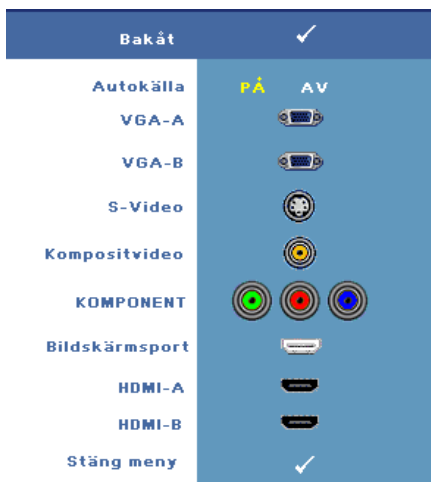 Bakåt
Autokälla PÅ AV
VGA-A
VGA-B
S-Video
Kompositvideo
KOMPONENT
Bildskärmsport
HDMI-A
HDMI-B
Stäng meny